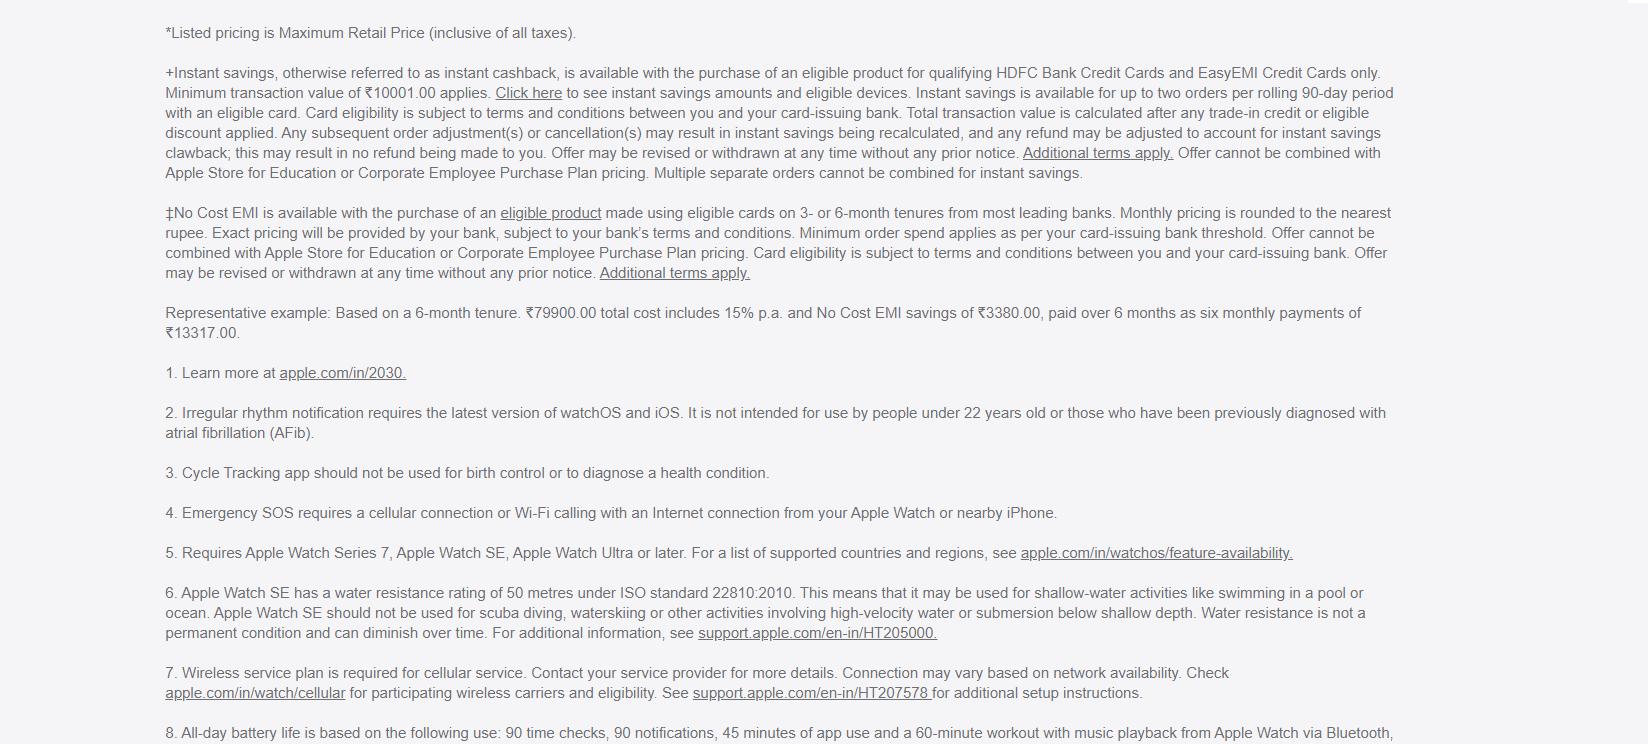 *Listed pricing is Maximum Retail Price (inclusive of all taxes).
+Instant savings, otherwise referred to as instant cashback, is available with the purchase of an eligible product for qualifying HDFC Bank Credit Cards and EasyEMI Credit Cards only.
Minimum transaction value of ₹10001.00 applies. Click here to see instant savings amounts and eligible devices. Instant savings is available for up to two orders per rolling 90-day period
with an eligible card. Card eligibility is subject to terms and conditions between you and your card-issuing bank. Total transaction value is calculated after any trade-in credit or eligible
discount applied. Any subsequent order adjustment(s) or cancellation(s) may result in instant savings being recalculated, and any refund may be adjusted to account for instant savings
clawback; this may result in no refund being made to you. Offer may be revised or withdrawn at any time without any prior notice. Additional terms apply. Offer cannot be combined with
Apple Store for Education or Corporate Employee Purchase Plan pricing. Multiple separate orders cannot be combined for instant savings.
‡No Cost EMI is available with the purchase of an eligible product made using eligible cards on 3- or 6-month tenures from most leading banks. Monthly pricing is rounded to the nearest
rupee. Exact pricing will be provided by your bank, subject to your bank’s terms and conditions. Minimum order spend applies as per your card-issuing bank threshold. Offer cannot be
combined with Apple Store for Education or Corporate Employee Purchase Plan pricing. Card eligibility is subject to terms and conditions between you and your card-issuing bank. Offer
may be revised or withdrawn at any time without any prior notice. Additional terms apply.
Representative example: Based on a 6-month tenure. ₹79900.00 total cost includes 15% p.a. and No Cost EMI savings of ₹3380.00, paid over 6 months as six monthly payments of
₹13317.00.
1. Learn more at apple.com/in/2030.
2. Irregular rhythm notification requires the latest version of watchOS and iOS. It is not intended for use by people under 22 years old or those who have been previously diagnosed with
atrial fibrillation (AFib).
3. Cycle Tracking app should not be used for birth control or to diagnose a health condition.
4. Emergency SOS requires a cellular connection or Wi-Fi calling with an Internet connection from your Apple Watch or nearby iPhone.
5. Requires Apple Watch Series 7, Apple Watch SE, Apple Watch Ultra or later. For a list of supported countries and regions, see apple.com/in/watchos/feature-availability.
6. Apple Watch SE has a water resistance rating of 50 metres under ISO standard 22810:2010. This means that it may be used for shallow-water activities like swimming in a pool or
ocean. Apple Watch SE should not be used for scuba diving, waterskiing or other activities involving high-velocity water or submersion below shallow depth. Water resistance is not a
permanent condition and can diminish over time. For additional information, see support.apple.com/en-in/HT205000.
7. Wireless service plan is required for cellular service. Contact your service provider for more details. Connection may vary based on network availability. Check
apple.com/in/watch/cellular for participating wireless carriers and eligibility. See support.apple.com/en-in/HT207578 for additional setup instructions.
8. All-day battery life is based on the following use: 90 time checks, 90 notifications, 45 minutes of app use and a 60-minute workout with music playback from Apple Watch via Bluetooth,